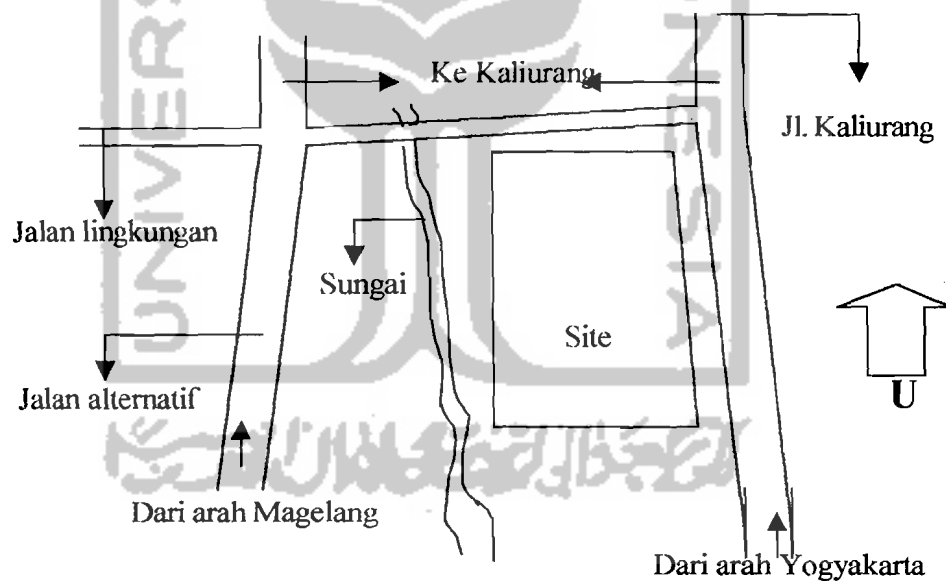 Ke Kaliurang
Jl. Kaliurang
Jalan lingkungan
Sungai
Site
Jalan alternatif
U
Dari arah Magelang
Dari arah Yogyakarta